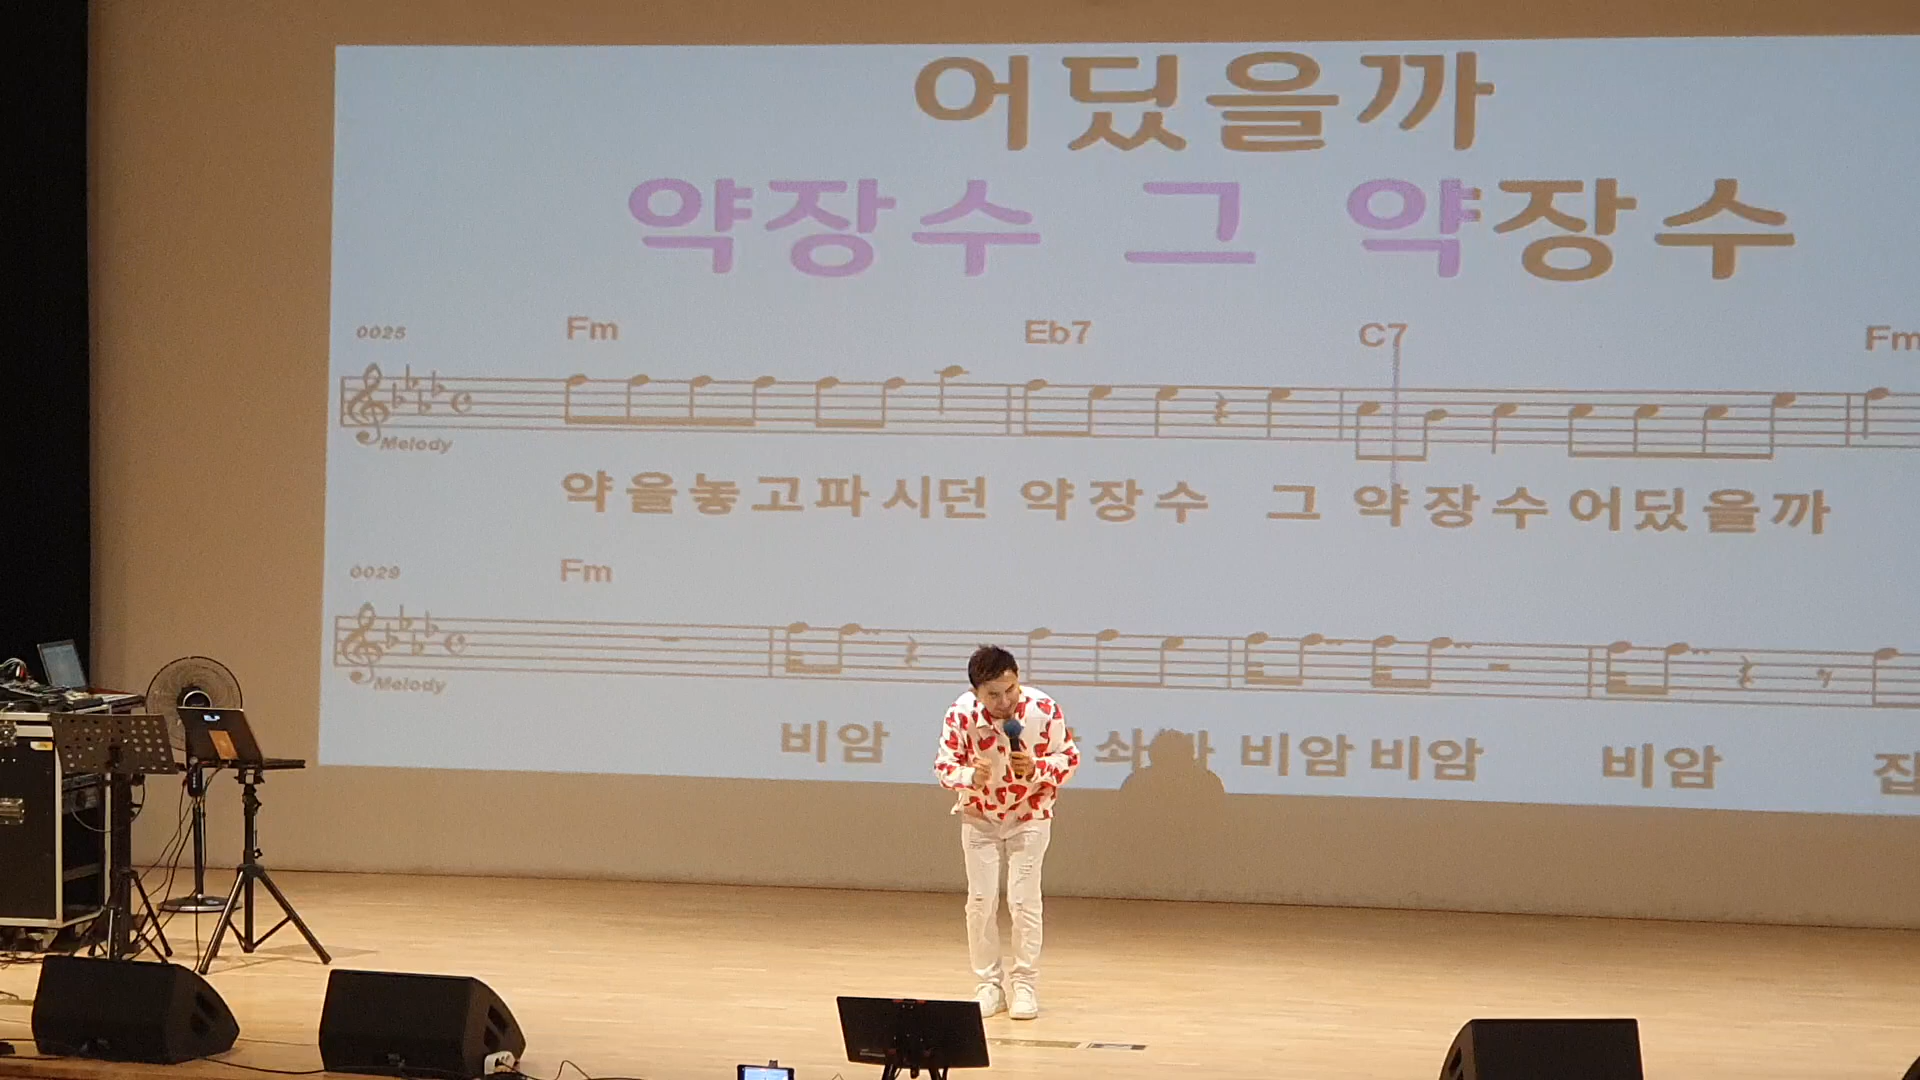 어딨을까
약장수 그 약장수
0025 Fm Eb7 C7 Fm
Melody
약을놓고파시던 약장수 그 약장수어딨을까
0029 Fm
Melody
비암 쇄 비암비암 비암 집